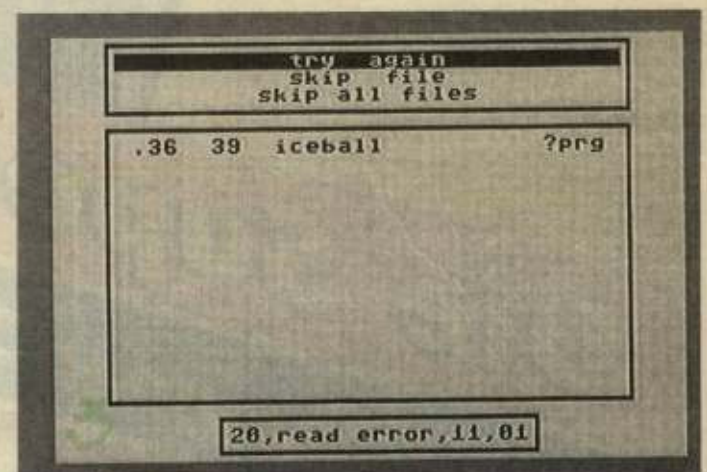 try again
skip file
skip all files
.36 39 iceball ?prg
20,read error,11,01